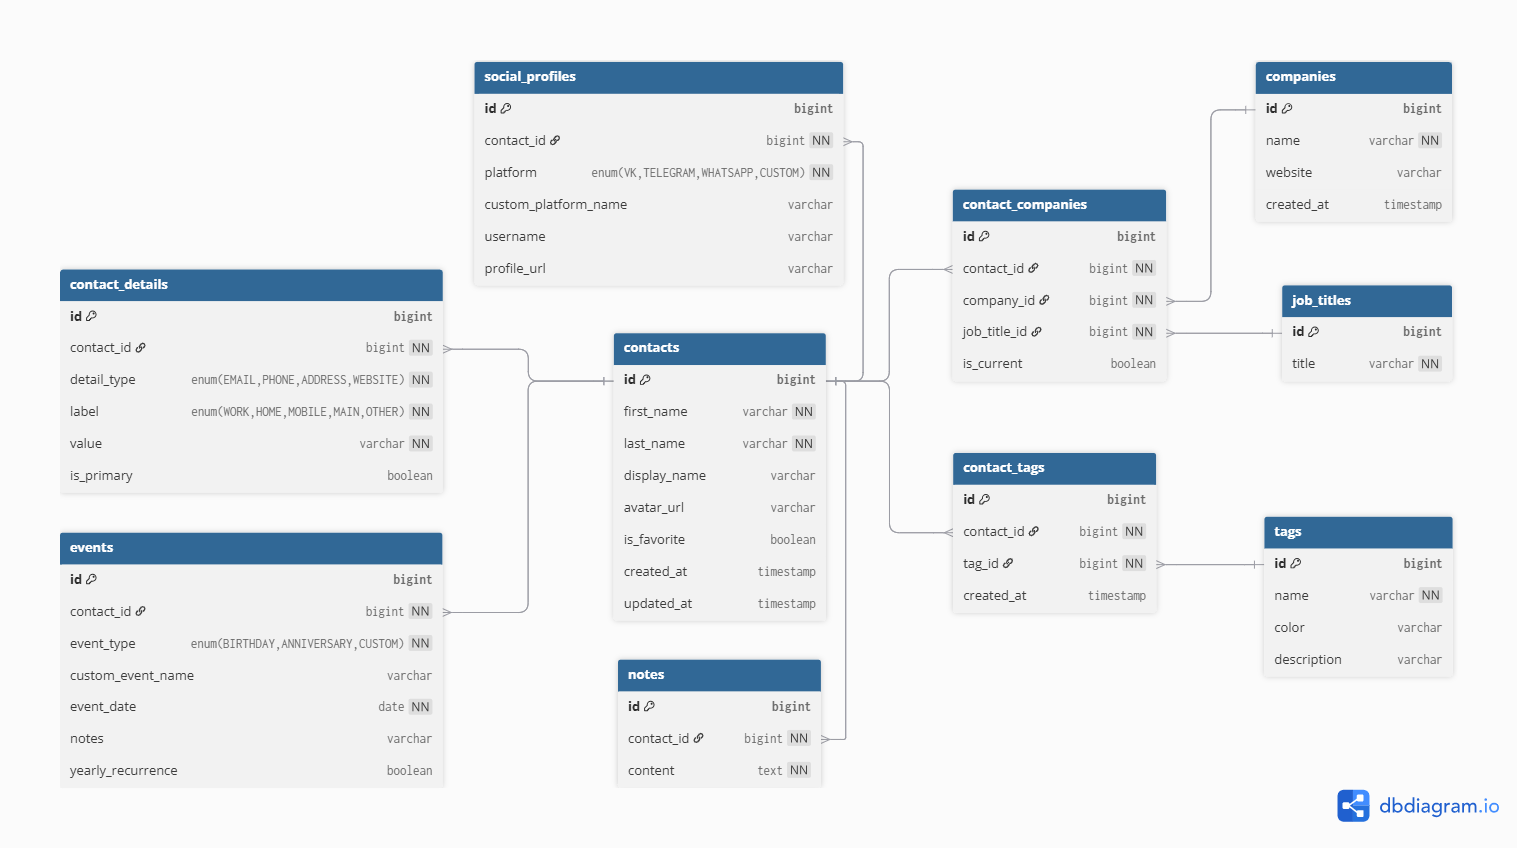 social_profiles
id bigint
contact_id bigint NN
platform enum(VK,TELEGRAM,WHATSAPP,CUSTOM) NN
custom_platform_name varchar
username varchar
profile_url varchar
companies
id bigint
name varchar NN
website varchar
created_at timestamp
contact_companies
id bigint
contact_id bigint NN
company_id bigint NN
job_title_id bigint NN
is_current boolean
contact_details
id bigint
contact_id bigint NN
detail_type enum(EMAIL,PHONE,ADDRESS,WEBSITE) NN
label enum(WORK,HOME,MOBILE,MAIN,OTHER) NN
value varchar NN
is_primary boolean
job_titles
id bigint
title varchar NN
contacts
id bigint
first_name varchar NN
last_name varchar NN
display_name varchar
avatar_url varchar
is_favorite boolean
created_at timestamp
updated_at timestamp
contact_tags
id bigint
contact_id bigint NN
tag_id bigint NN
created_at timestamp
tags
id bigint
name varchar NN
color varchar
description varchar
events
id bigint
contact_id bigint NN
event_type enum(BIRTHDAY,ANNIVERSARY,CUSTOM) NN
custom_event_name varchar
event_date date NN
notes varchar
yearly_recurrence boolean
notes
id bigint
contact_id bigint NN
content text NN
dbdiagram.io